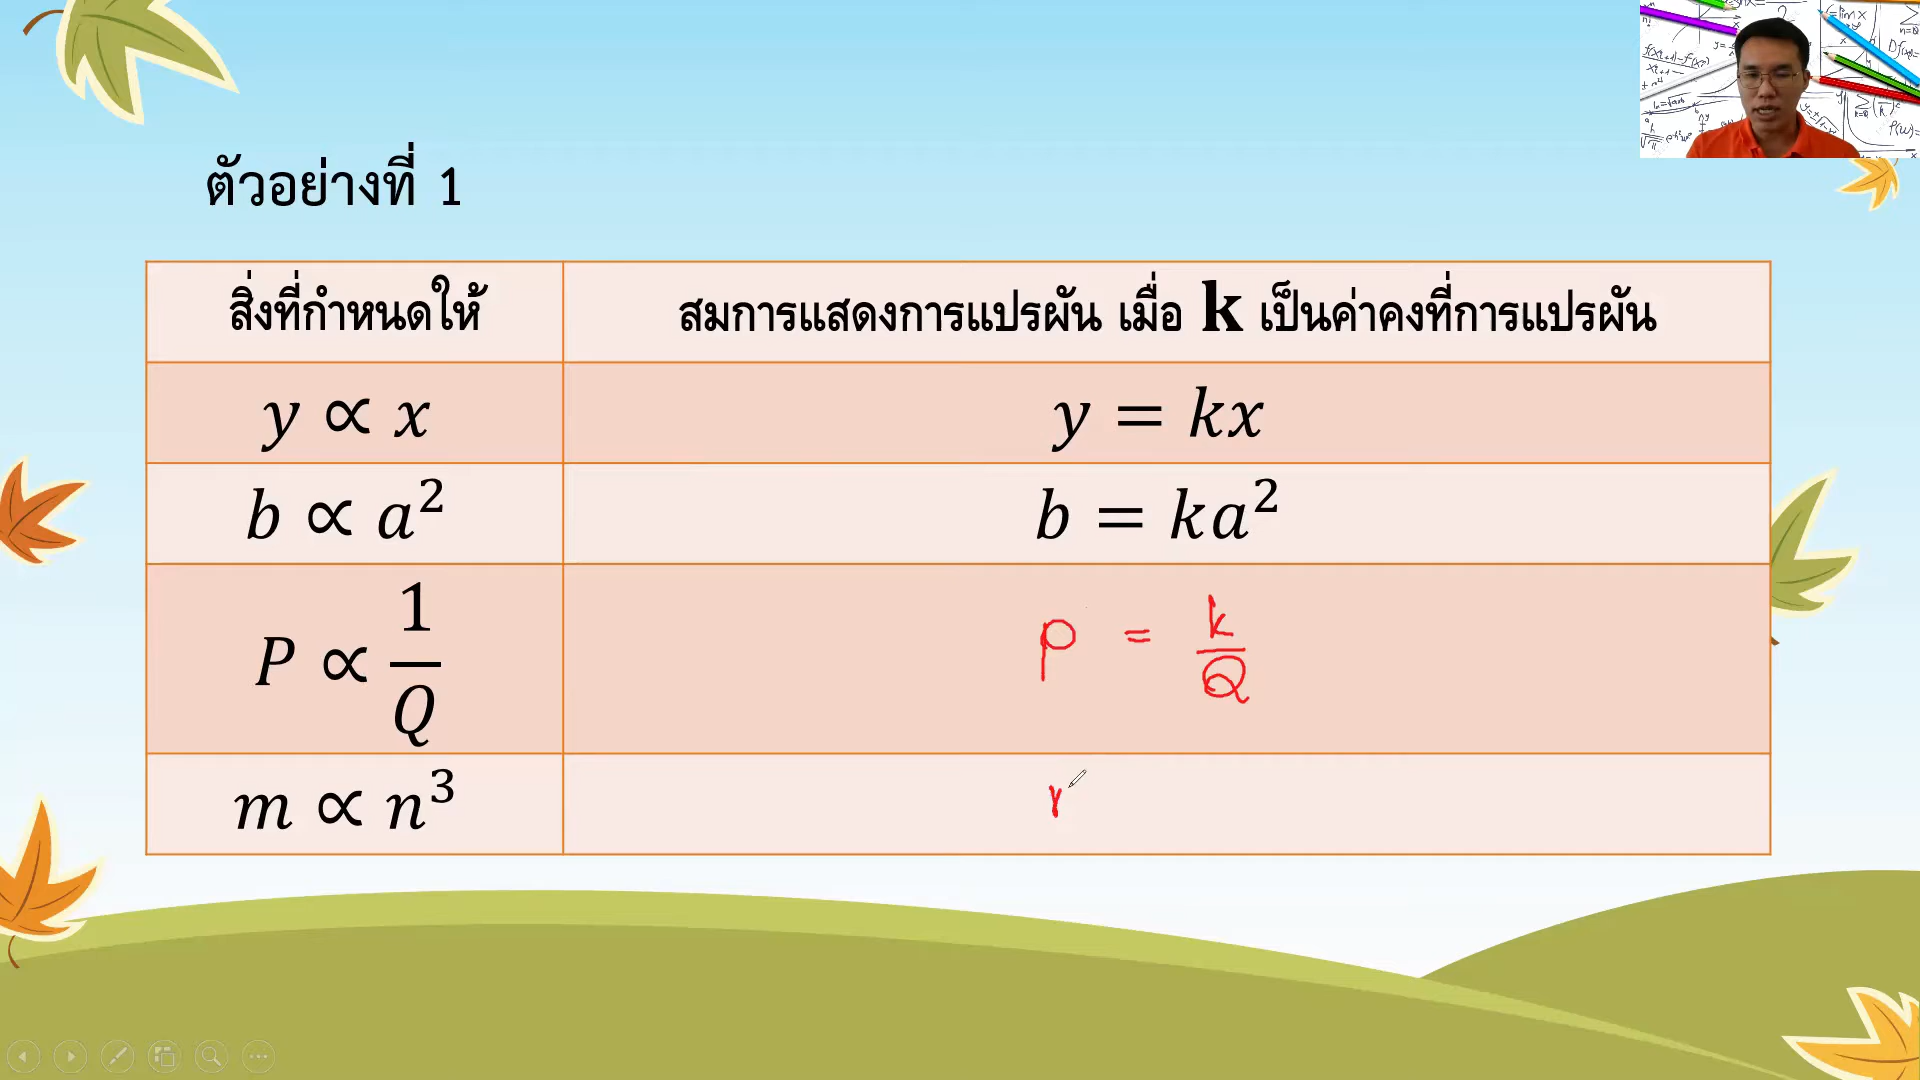 ตัวอย่างที่ 1
สิ่งที่กำหนดให้
สมการแสดงการแปรผัน เมื่อ k เป็นค่าคงที่การแปรผัน
y ∝ x
y = kx
b ∝ a²
b = ka²
P ∝ 1/Q
P = k/Q
m ∝ n³